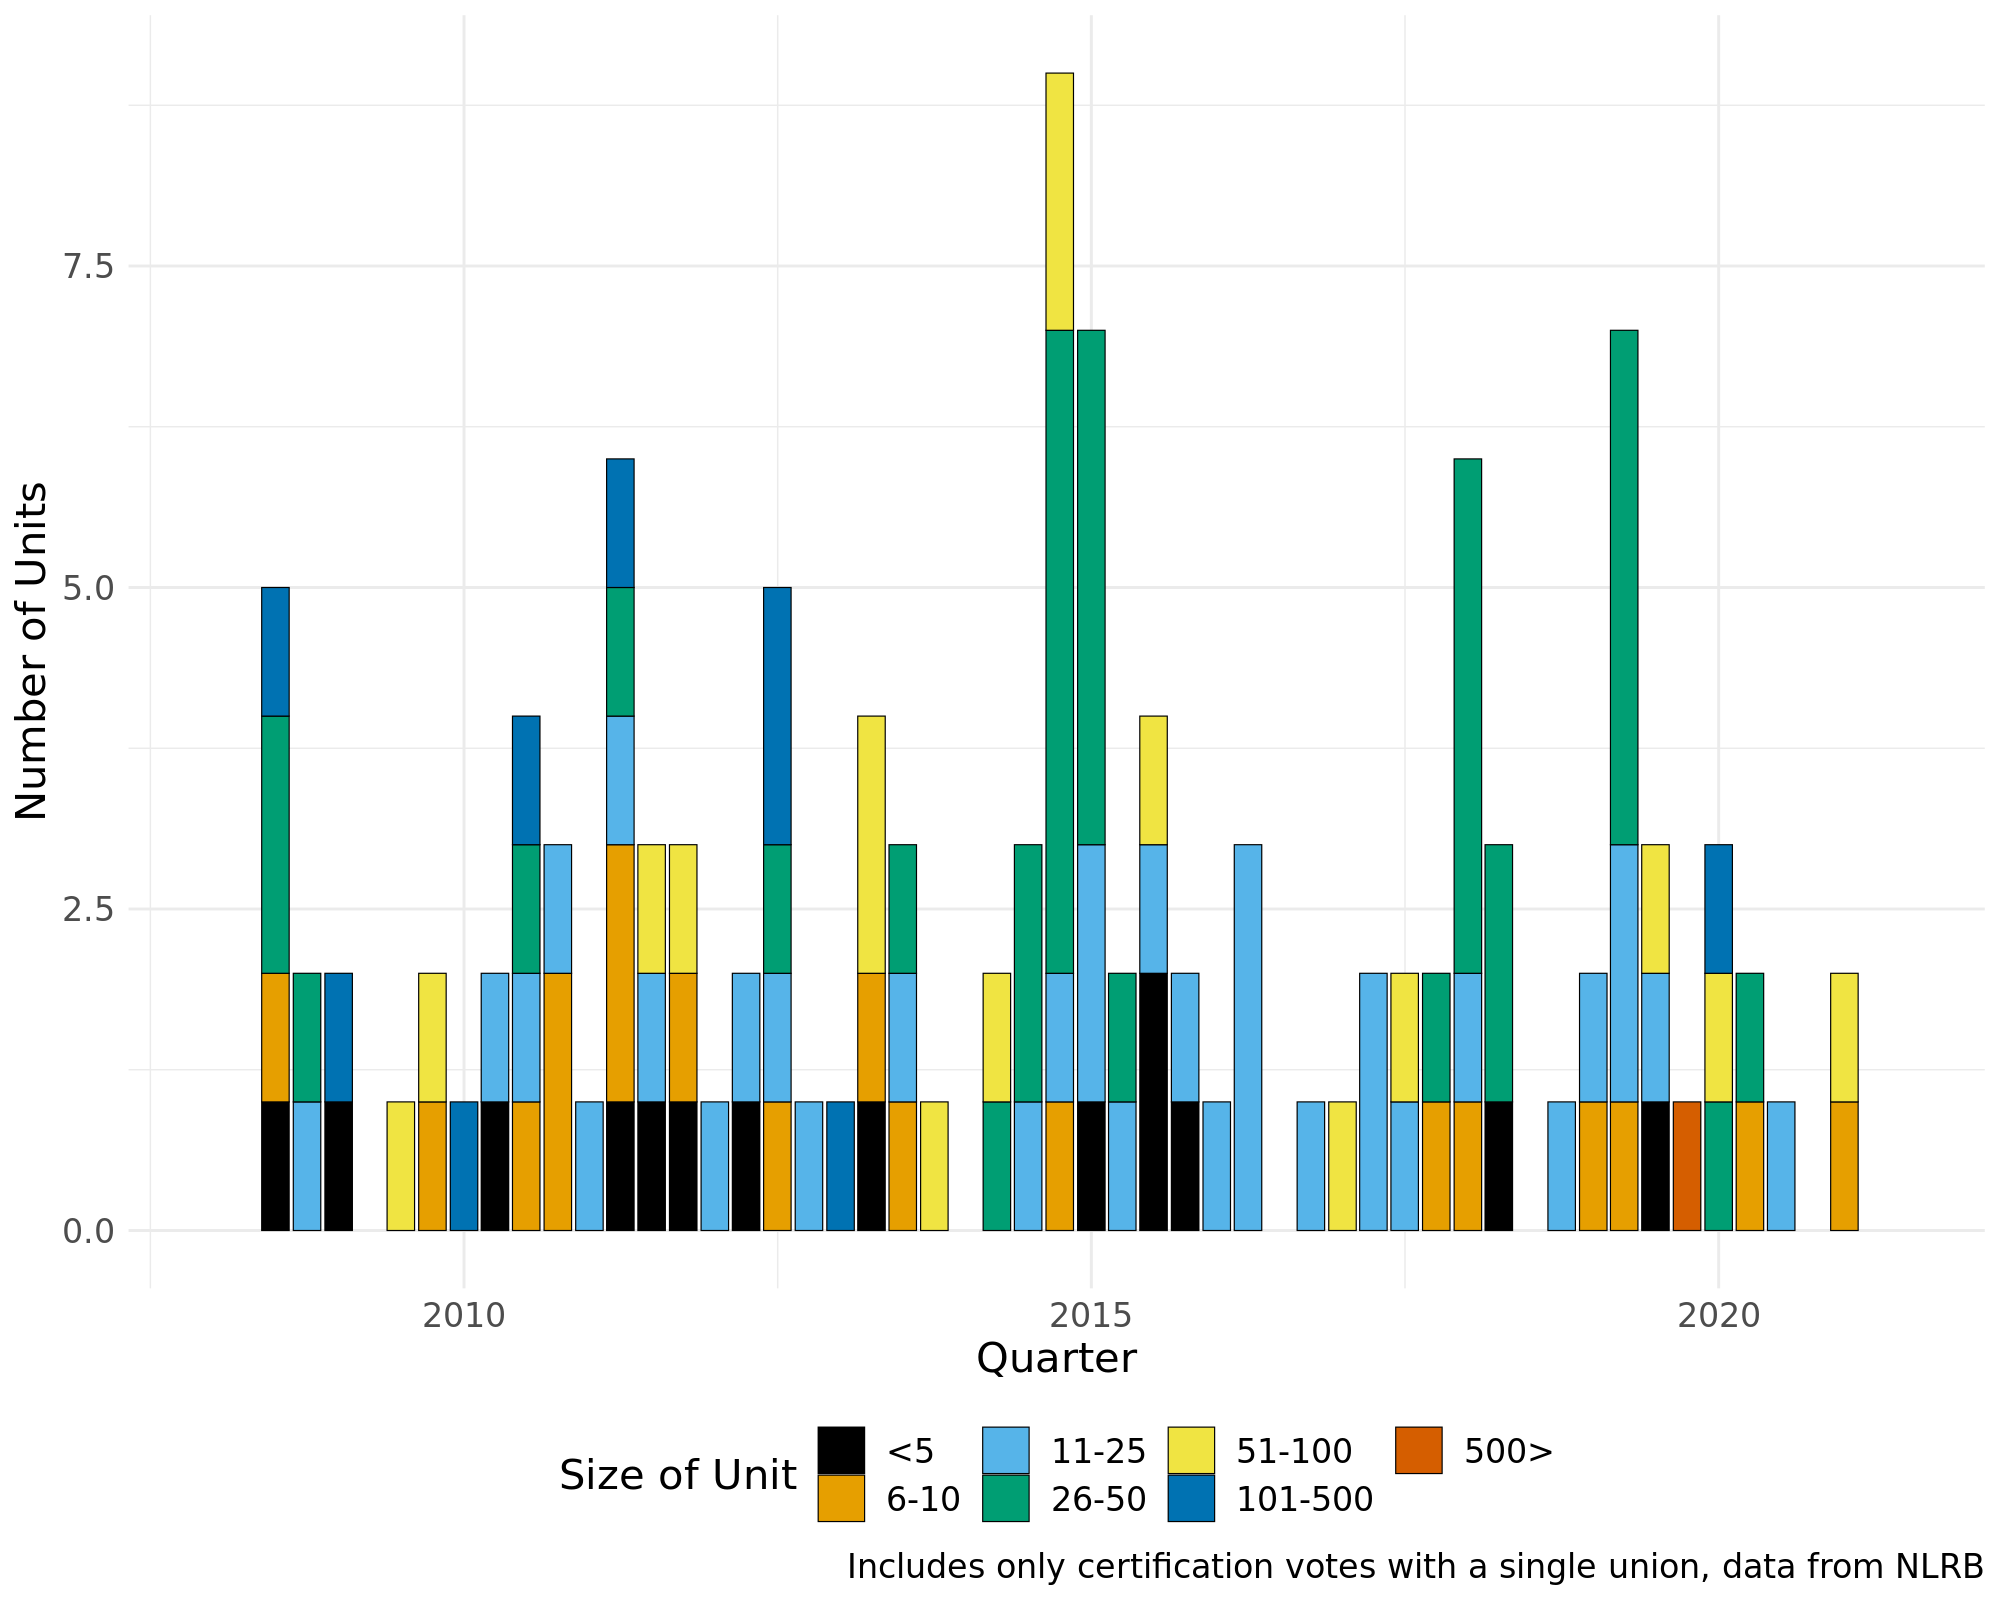 7.5
5.0
2.5
0.0
Number of Units
2010 2015 2020
Quarter
Size of Unit
<5 11-25 51-100 500>
6-10 26-50 101-500
Includes only certification votes with a single union, data from NLRB